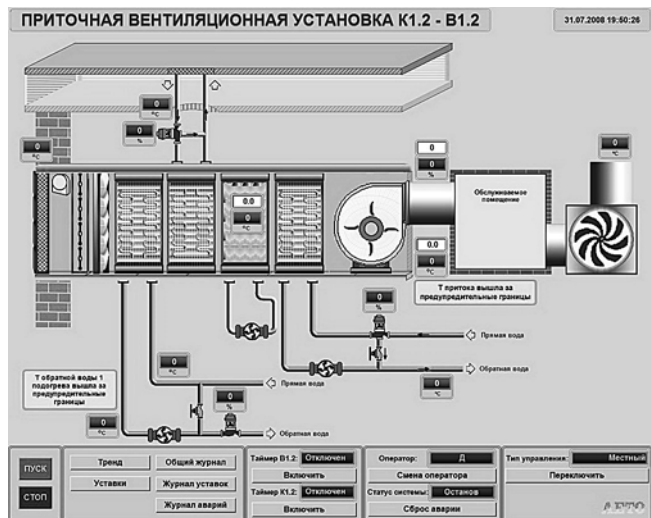 ПРИТОЧНАЯ ВЕНТИЛЯЦИОННАЯ УСТАНОВКА К1.2 - В1.2
31.07.2008 19:50:26
0
°C
0
%
0
°C
0
0
%
0
°C
0.0
0
°C
Обслуживаемое
помещение
0.0
0
°C
Т притока вышла за
предупредительные границы
0
%
Прямая вода
Обратная вода
0
°C
0
°C
Т обратной воды 1
подогрева вышла за
предупредительные
границы
Прямая вода
0
%
0
°C
Обратная вода
ПУСК
СТОП
Тренд
Общий журнал
Уставки
Журнал уставок
Журнал аварий
Таймер В1.2: Отключен
Включить
Таймер К1.2: Отключен
Включить
Оператор: Д
Смена оператора
Статус системы: Останов
Сброс аварии
Тип управления: Местный
Переключить